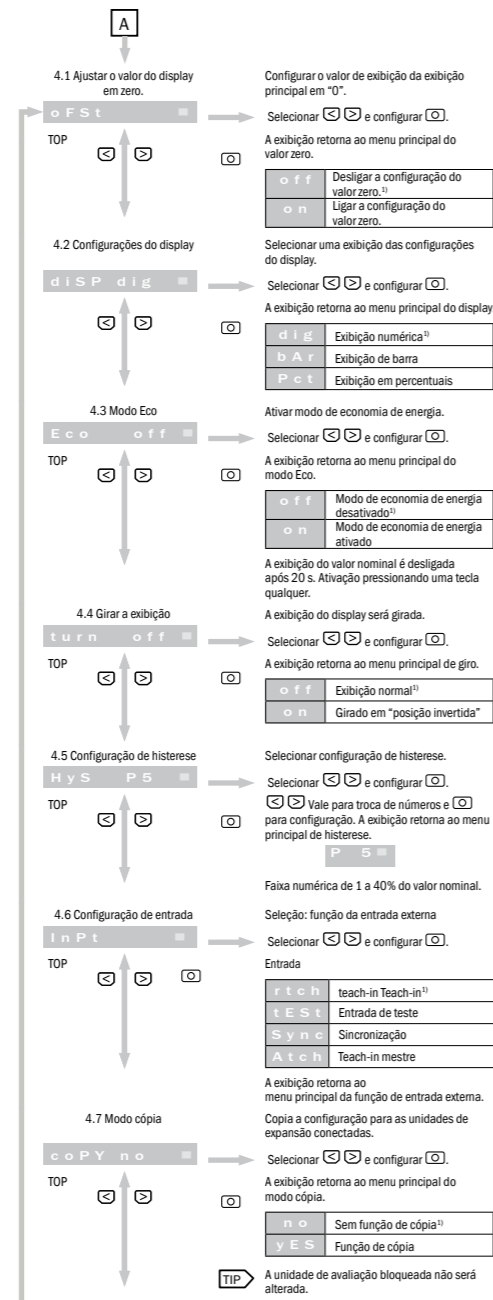 A
4.1 Ajustar o valor do display
em zero.
oFSt
TOP
Configurar o valor de exibição da exibição
principal em “0”.
Selecionar < > e configurar O.
A exibição retorna ao menu principal do
valor zero.
off Desligar a configuração do
valor zero.1)
on Ligar a configuração do
valor zero.
4.2 Configurações do display
diSP dig
Selecionar uma exibição das configurações
do display.
Selecionar < > e configurar O.
A exibição retorna ao menu principal do display
dig Exibição numérica1)
bAr Exibição de barra
Pct Exibição em percentuais
4.3 Modo Eco
Eco off
TOP
Ativar modo de economia de energia.
Selecionar < > e configurar O.
A exibição retorna ao menu principal do
modo Eco.
off Modo de economia de energia
desativado1)
on Modo de economia de energia
ativado
A exibição do valor nominal é desligada
após 20 s. Ativação pressionando uma tecla
qualquer.
4.4 Girar a exibição
turn off
TOP
A exibição do display será girada.
Selecionar < > e configurar O.
A exibição retorna ao menu principal de giro.
off Exibição normal1)
on Girado em “posição invertida”
4.5 Configuração de histerese
HyS P5
TOP
Selecionar configuração de histerese.
Selecionar < > e configurar O.
< > Vale para troca de números e O
para configuração. A exibição retorna ao menu
principal de histerese.
P 5
Faixa numérica de 1 a 40% do valor nominal.
4.6 Configuração de entrada
InPt
TOP
Seleção: função da entrada externa
Selecionar < > e configurar O.
Entrada
rtch teach-in Teach-in1)
tESt Entrada de teste
Sync Sincronização
Atch Teach-in mestre
A exibição retorna ao
menu principal da função de entrada externa.
4.7 Modo cópia
coPY no
TOP
Copia a configuração para as unidades de
expansão conectadas.
Selecionar < > e configurar O.
A exibição retorna ao menu principal do
modo cópia.
no Sem função de cópia1)
yES Função de cópia
TIP A unidade de avaliação bloqueada não será
alterada.